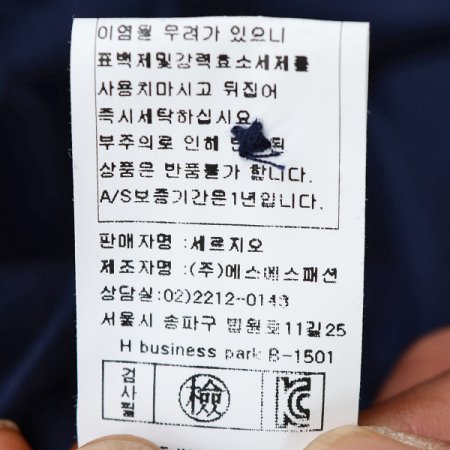 이염될 우려가 있으니
표백제및강력효소세제를
사용치마시고 뒤집어
즉시세탁하십시요
부주의로 인해
상품은 반품불가 합니다.
A/S보증기간은1년입니다.
판매자명 : 세르지오
제조자명 : (주)에스에스패션
상담실:02)2212-0143
서울시 송파구 법원로11길25
H business park B-1501
검사필
檢